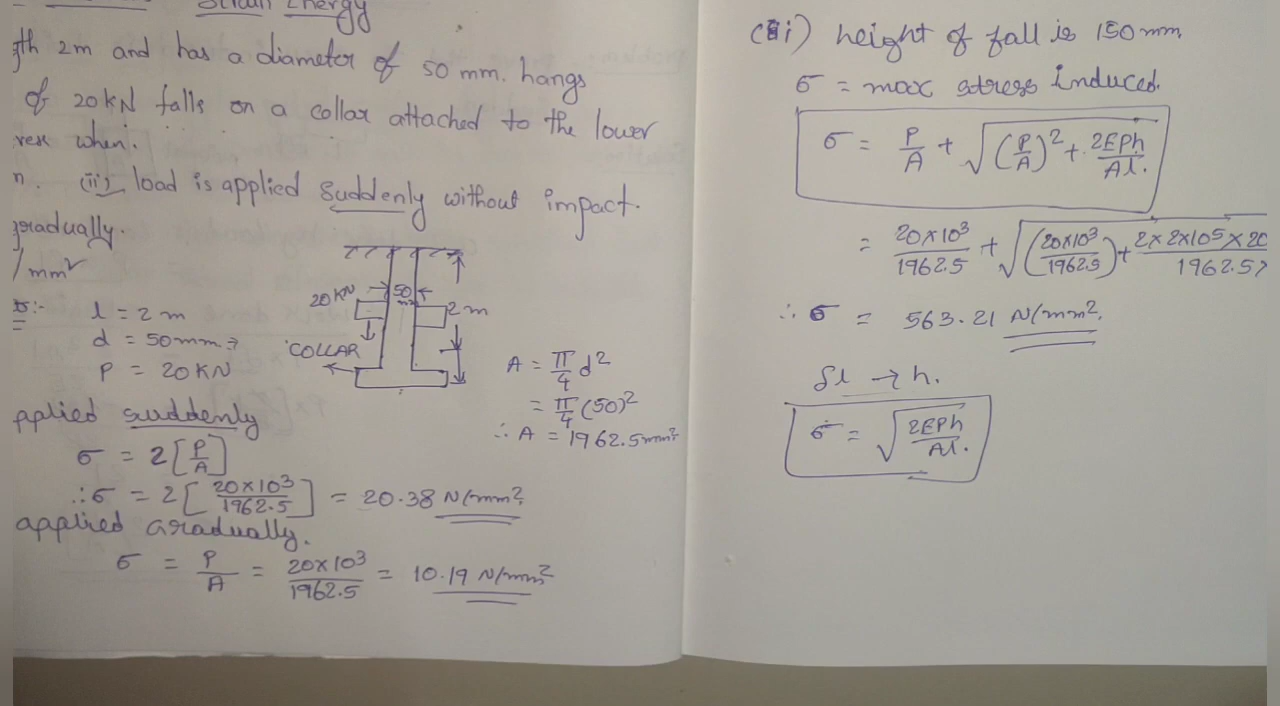 Strain Energy
gth 2m and has a diameter of 50 mm. hangs
of 20kN falls on a collar attached to the lower
ress when.
n. (ii) load is applied suddenly without impact.
gradually.
/mm²
l = 2m
d = 50mm
P = 20KN
20KN
50
mm
2m
COLLAR
A = π/4 d²
= π/4 (50)²
∴ A = 1962.5mm²
applied suddenly
σ = 2[P/A]
∴σ = 2[20×10³/1962.5] = 20.38 N/mm²
applied Gradually.
σ = P/A = 20×10³/1962.5 = 10.19 N/mm²
(i) height of fall is 150mm
σ = max stress induced.
σ = P/A + √(P/A)² + 2EPh/Al.
= 20×10³/1962.5 + √(20×10³/1962.5) + 2×2×10⁵×20/1962.5×
∴ σ = 563.21 N/mm².
δl → h.
σ = √2EPh/Al.